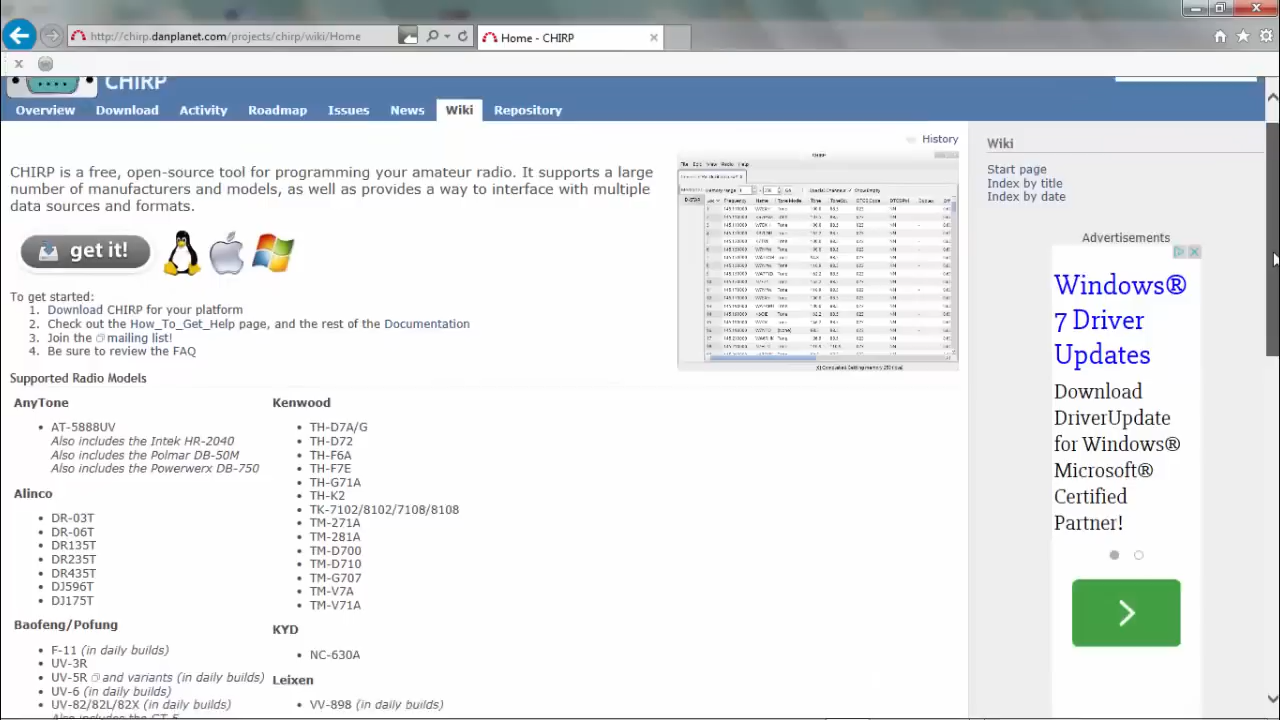 http://chirp.danplanet.com/projects/chirp/wiki/Home
Home - CHIRP
CHIRP
Overview
Download
Activity
Roadmap
Issues
News
Wiki
Repository
History
CHIRP is a free, open-source tool for programming your amateur radio. It supports a large
number of manufacturers and models, as well as provides a way to interface with multiple
data sources and formats.
get it!
To get started:
1. Download CHIRP for your platform
2. Check out the How_To_Get_Help page, and the rest of the Documentation
3. Join the mailing list!
4. Be sure to review the FAQ
Supported Radio Models
AnyTone
AT-5888UV
Also includes the Intek HR-2040
Also includes the Polmar DB-50M
Also includes the Powerwerx DB-750
Alinco
DR-03T
DR-06T
DR135T
DR235T
DR435T
DJ596T
DJ175T
Baofeng/Pofung
F-11 (in daily builds)
UV-3R
UV-5R and variants (in daily builds)
UV-6 (in daily builds)
UV-82/82L/82X (in daily builds)
Also includes the GT-5
Kenwood
TH-D7A/G
TH-D72
TH-F6A
TH-F7E
TH-G71A
TH-K2
TK-7102/8102/7108/8108
TM-271A
TM-281A
TM-D700
TM-D710
TM-G707
TM-V7A
TM-V71A
KYD
NC-630A
Leixen
VV-898 (in daily builds)
Wiki
Start page
Index by title
Index by date
Advertisements
Windows®
7 Driver
Updates
Download
DriverUpdate
for Windows®
Microsoft®
Certified
Partner!